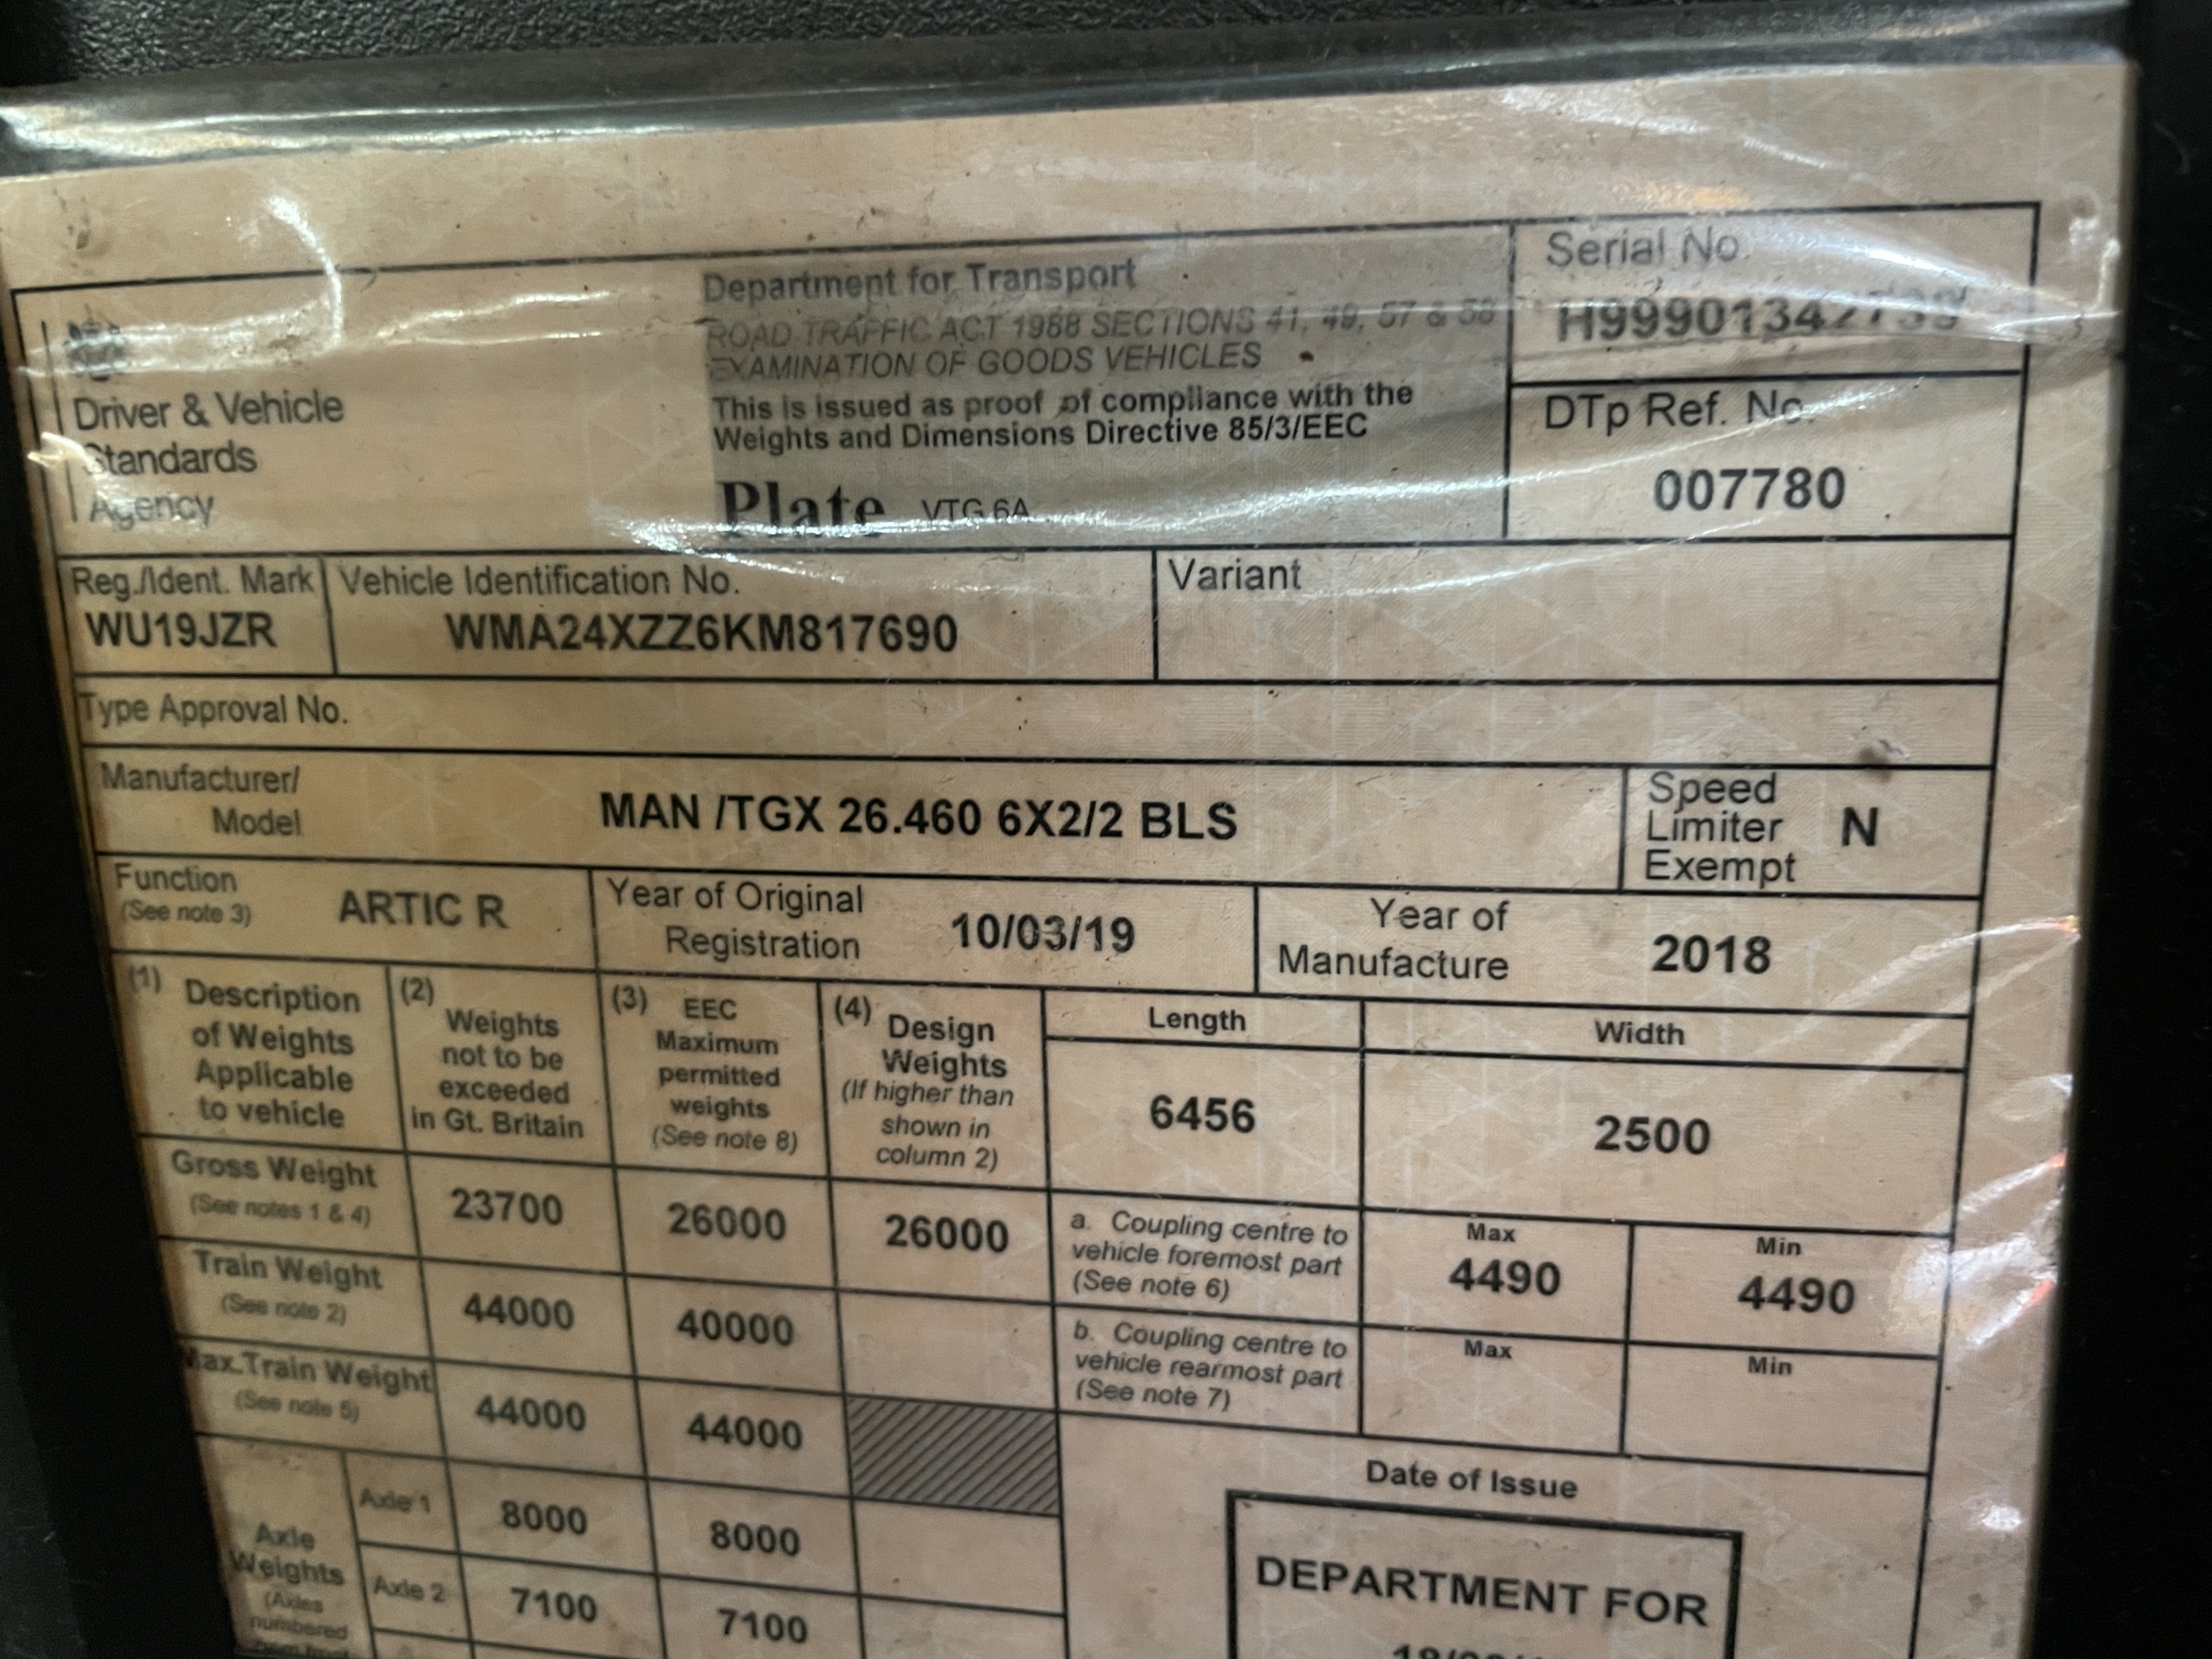 Department for Transport
ROAD TRAFFIC ACT 1988 SECTIONS 41, 49, 57 & 58
EXAMINATION OF GOODS VEHICLES
This is issued as proof of compliance with the
Weights and Dimensions Directive 85/3/EEC
Plate VTG 6A
Driver & Vehicle
Standards
Agency
Serial No.
DTp Ref. No.
007780
Reg./Ident. Mark
WU19JZR
Vehicle Identification No.
WMA24XZZ6KM817690
Variant
Type Approval No.
Manufacturer/
Model
MAN /TGX 26.460 6X2/2 BLS
Speed
Limiter
Exempt
N
Function
(See note 3)
ARTIC R
Year of Original
Registration
10/03/19
Year of
Manufacture
2018
(1) Description
of Weights
Applicable
to vehicle
(2) Weights
not to be
exceeded
in Gt. Britain
(3) EEC
Maximum
permitted
weights
(See note 8)
(4) Design
Weights
(If higher than
shown in
column 2)
Length
6456
Width
2500
Gross Weight
(See notes 1 & 4)
23700
26000
26000
a. Coupling centre to
vehicle foremost part
(See note 6)
Max
4490
Min
4490
Train Weight
(See note 2)
44000
40000
b. Coupling centre to
vehicle rearmost part
(See note 7)
Max
Min
Max.Train Weight
(See note 5)
44000
44000
Date of Issue
DEPARTMENT FOR
Axle
Weights
(Axles
numbered
Axle 1
8000
8000
Axle 2
7100
7100